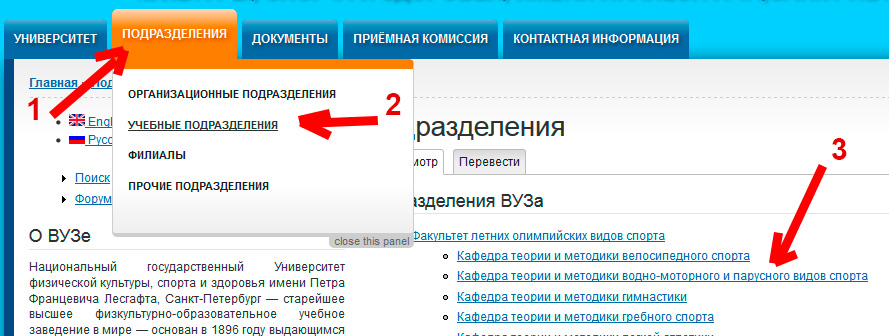 УНИВЕРСИТЕТ
ПОДРАЗДЕЛЕНИЯ
ДОКУМЕНТЫ
ПРИЁМНАЯ КОМИССИЯ
КОНТАКТНАЯ ИНФОРМАЦИЯ
1
Главная
Engl
Русс
Поиск
Форум
ОРГАНИЗАЦИОННЫЕ ПОДРАЗДЕЛЕНИЯ
УЧЕБНЫЕ ПОДРАЗДЕЛЕНИЯ
2
ФИЛИАЛЫ
ПРОЧИЕ ПОДРАЗДЕЛЕНИЯ
close this panel
дразделения
мотр
Перевести
3
азделения ВУЗа
Факультет летних олимпийских видов спорта
Кафедра теории и методики велосипедного спорта
Кафедра теории и методики водно-моторного и парусного видов спорта
Кафедра теории и методики гимнастики
Кафедра теории и методики гребного спорта
О ВУЗе
Национальный государственный Университет
физической культуры, спорта и здоровья имени Петра
Францевича Лесгафта, Санкт-Петербург — старейшее
высшее физкультурно-образовательное учебное
заведение в мире — основан в 1896 году выдающимся